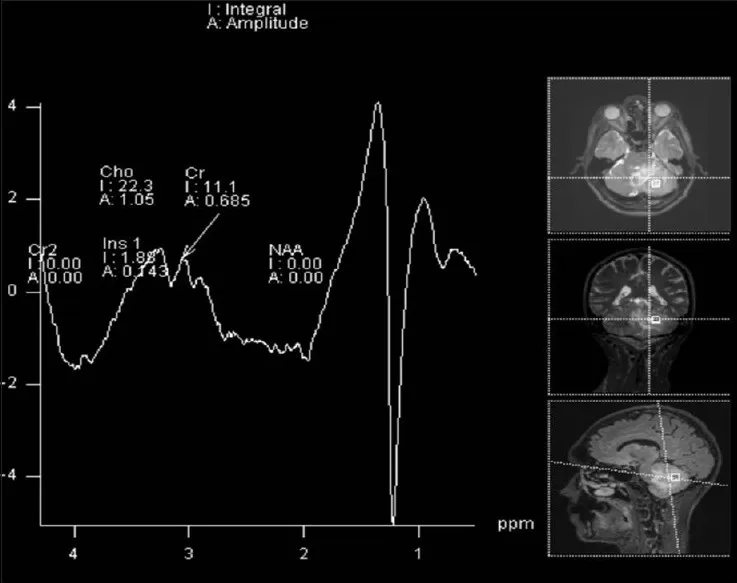 I : Integral
A: Amplitude
4
Cho
I : 22.3
A: 1.05
Cr
I : 11.1
A: 0.685
2
Cr2
I: 0.00
A: 0.00
Ins 1
I : 1.88
A: 0.143
NAA
I : 0.00
A: 0.00
0
-2
-4
ppm
4 3 2 1